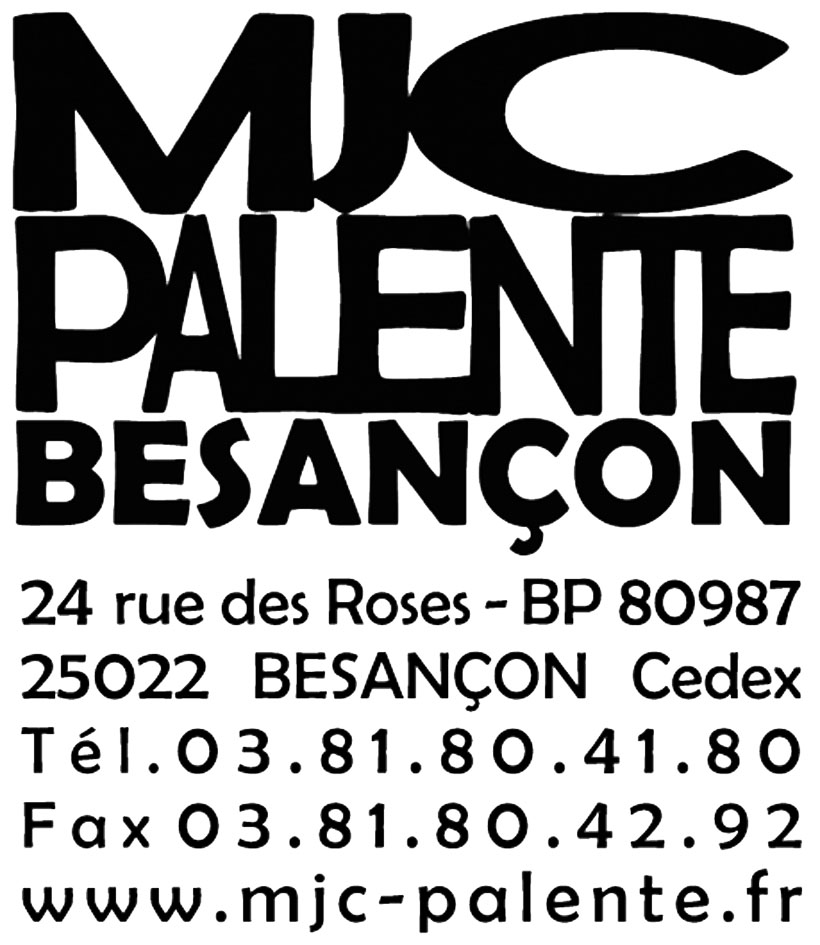 MJC
PALENTE
BESANÇON
24 rue des Roses - BP 80987
25022 BESANÇON Cedex
Tél.03.81.80.41.80
Fax 03.81.80.42.92
www.mjc-palente.fr